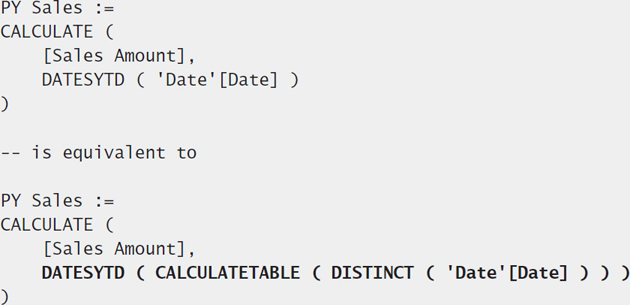 PY Sales :=
CALCULATE (
    [Sales Amount],
    DATESYTD ( 'Date'[Date] )
)
-- is equivalent to
PY Sales :=
CALCULATE (
    [Sales Amount],
    DATESYTD ( CALCULATETABLE ( DISTINCT ( 'Date'[Date] ) ) )
)